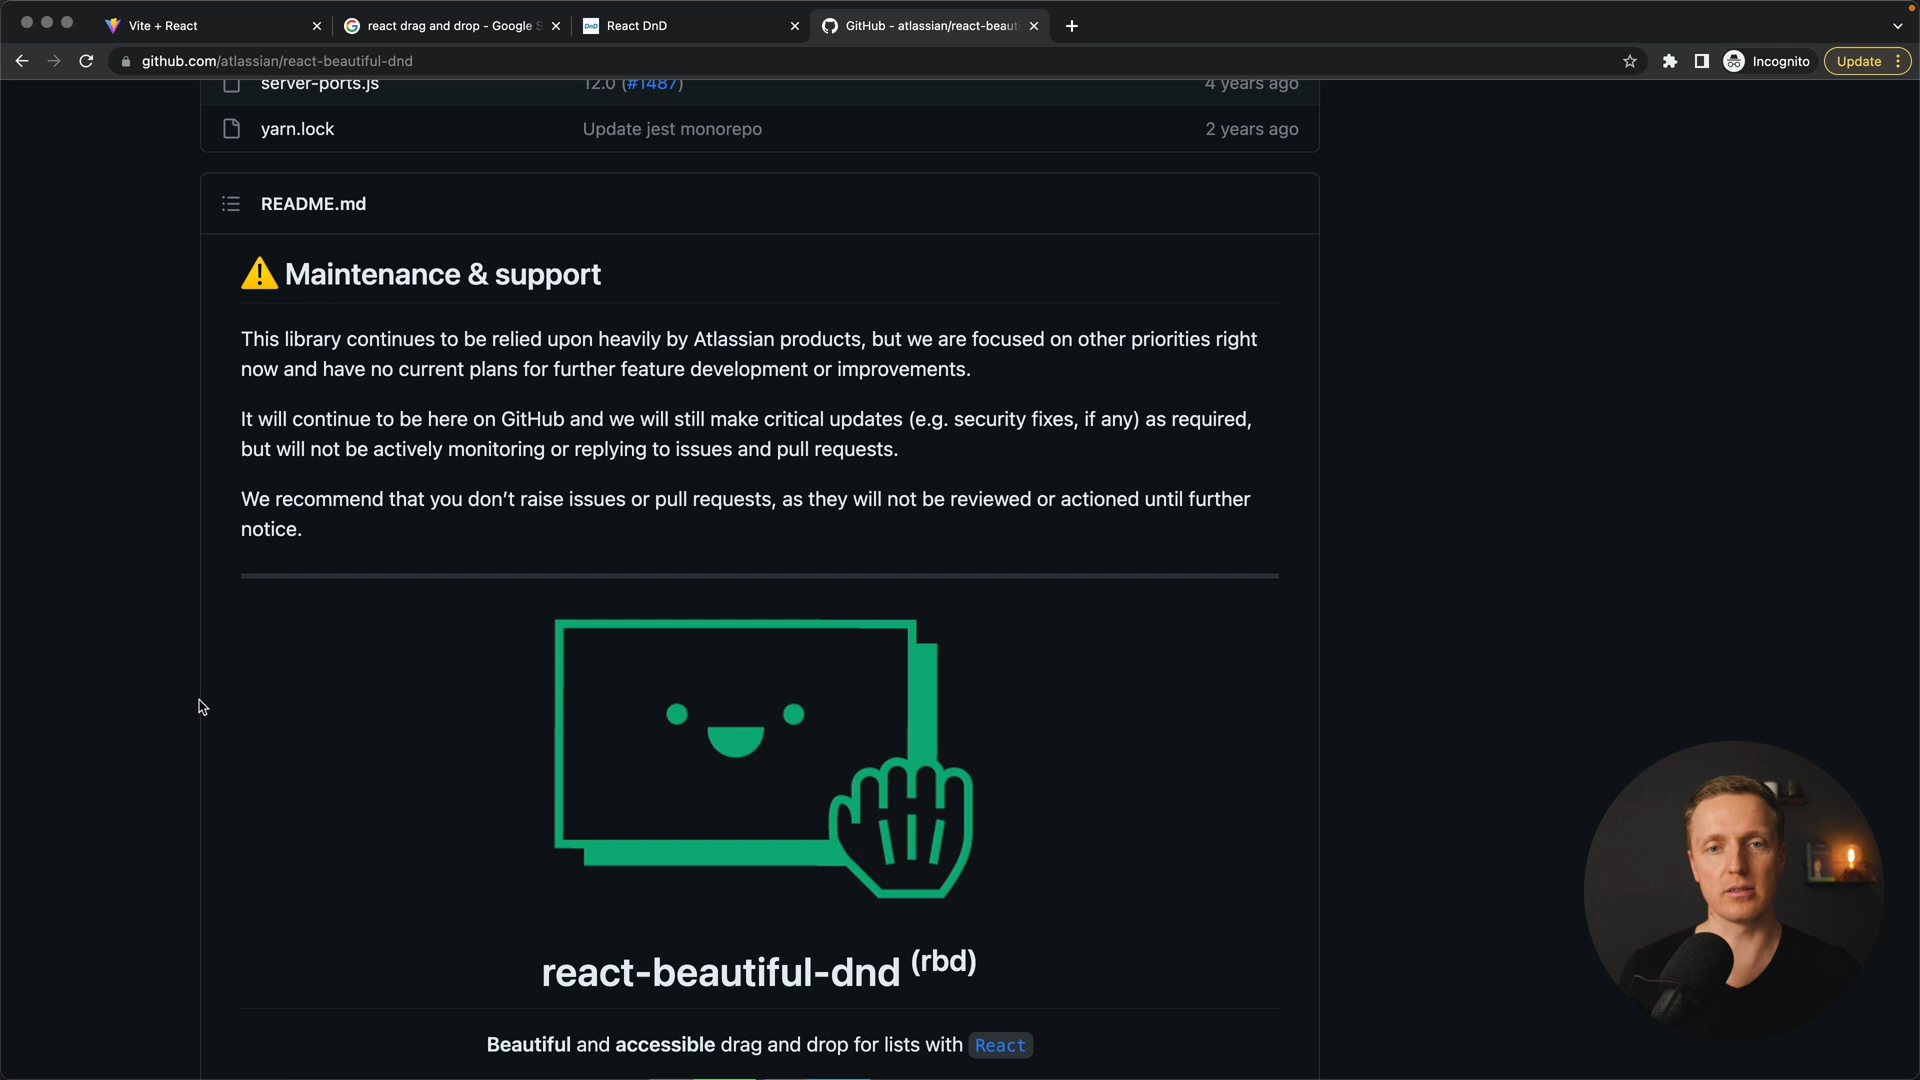 Vite + React
react drag and drop - Google S
DnD React DnD
GitHub - atlassian/react-beaut
github.com/atlassian/react-beautiful-dnd
Incognito
Update
server-ports.js 12.0 (#1487) 4 years ago
yarn.lock Update jest monorepo 2 years ago
README.md
Maintenance & support
This library continues to be relied upon heavily by Atlassian products, but we are focused on other priorities right
now and have no current plans for further feature development or improvements.
It will continue to be here on GitHub and we will still make critical updates (e.g. security fixes, if any) as required,
but will not be actively monitoring or replying to issues and pull requests.
We recommend that you don’t raise issues or pull requests, as they will not be reviewed or actioned until further
notice.
react-beautiful-dnd (rbd)
Beautiful and accessible drag and drop for lists with React